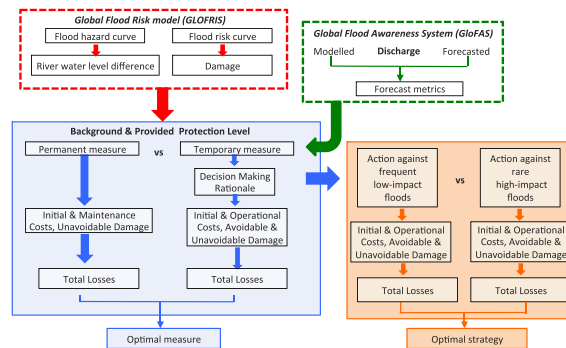 Global Flood Risk model (GLOFRIS)
Flood hazard curve
Flood risk curve
River water level difference
Damage
Global Flood Awareness System (GloFAS)
Modelled Discharge Forecasted
Forecast metrics
Background & Provided Protection Level
Permanent measure vs Temporary measure
Decision Making
Rationale
Initial & Maintenance
Costs, Unavoidable Damage
Initial & Operational
Costs, Avoidable &
Unavoidable Damage
Total Losses
Total Losses
Optimal measure
Action against
frequent
low-impact
floods
vs
Action against
rare
high-impact
floods
Initial & Operational
Costs, Avoidable &
Unavoidable Damage
Initial & Operational
Costs, Avoidable &
Unavoidable Damage
Total Losses
Total Losses
Optimal strategy